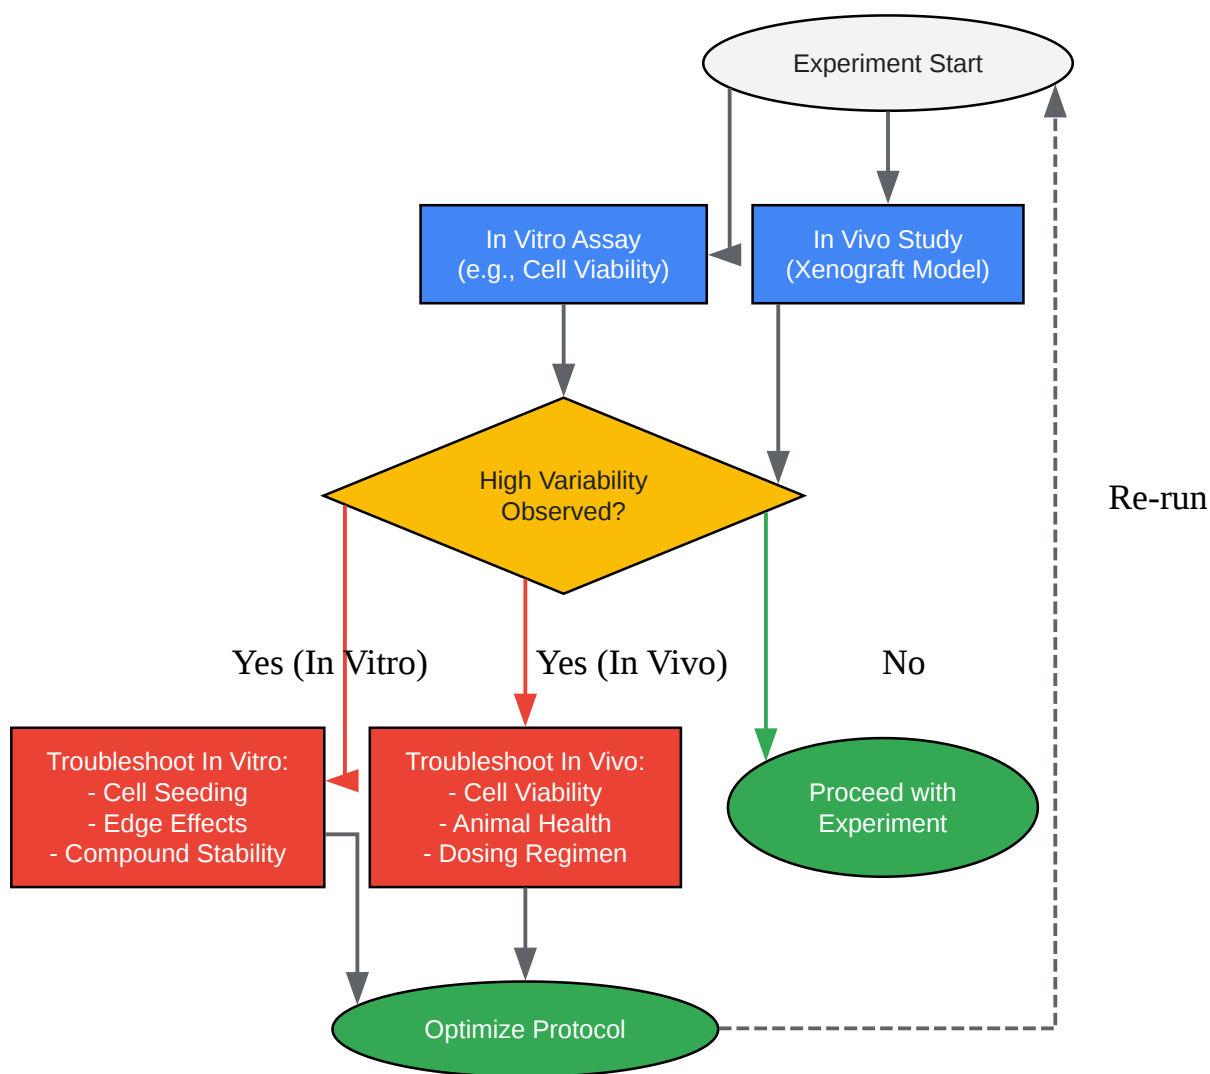 Experiment Start
In Vitro Assay
(e.g., Cell Viability)
In Vivo Study
(Xenograft Model)
High Variability
Observed?
Re-run
Yes (In Vitro)
Yes (In Vivo)
No
Troubleshoot In Vitro:
- Cell Seeding
- Edge Effects
- Compound Stability
Troubleshoot In Vivo:
- Cell Viability
- Animal Health
- Dosing Regimen
Proceed with
Experiment
Optimize Protocol